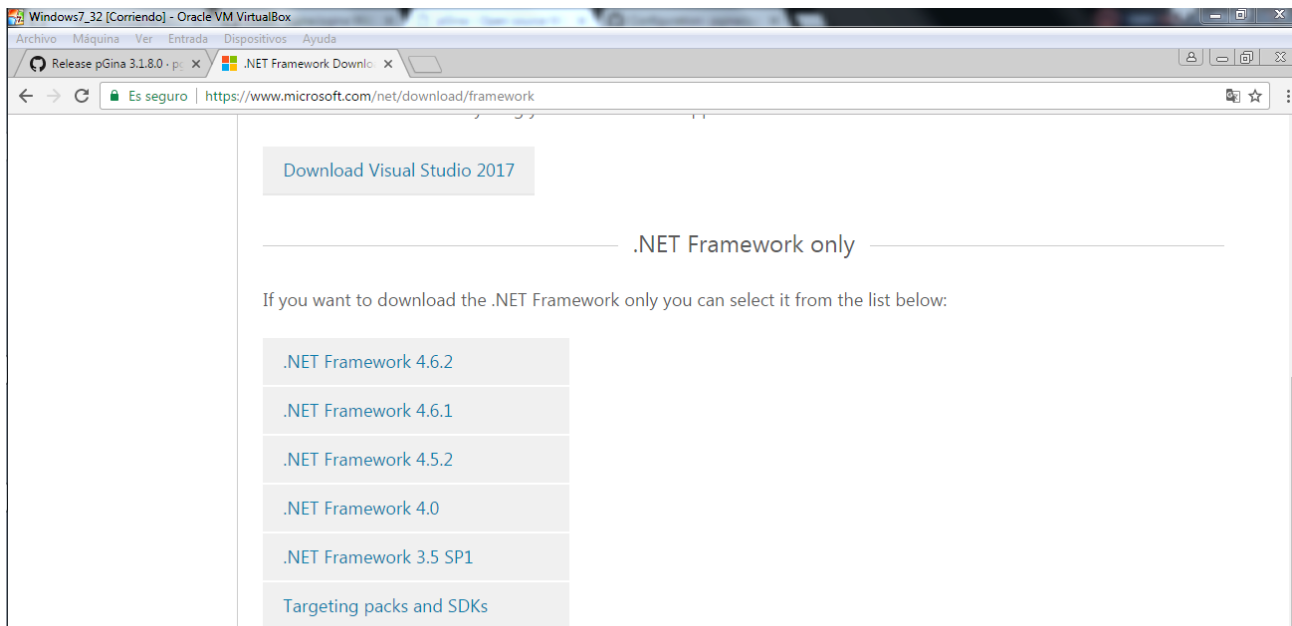 Windows7_32 [Corriendo] - Oracle VM VirtualBox
Archivo Máquina Ver Entrada Dispositivos Ayuda
Release pGina 3.1.8.0 · .NET Framework Downlo
Es seguro https://www.microsoft.com/net/download/framework
Download Visual Studio 2017
.NET Framework only
If you want to download the .NET Framework only you can select it from the list below:
.NET Framework 4.6.2
.NET Framework 4.6.1
.NET Framework 4.5.2
.NET Framework 4.0
.NET Framework 3.5 SP1
Targeting packs and SDKs